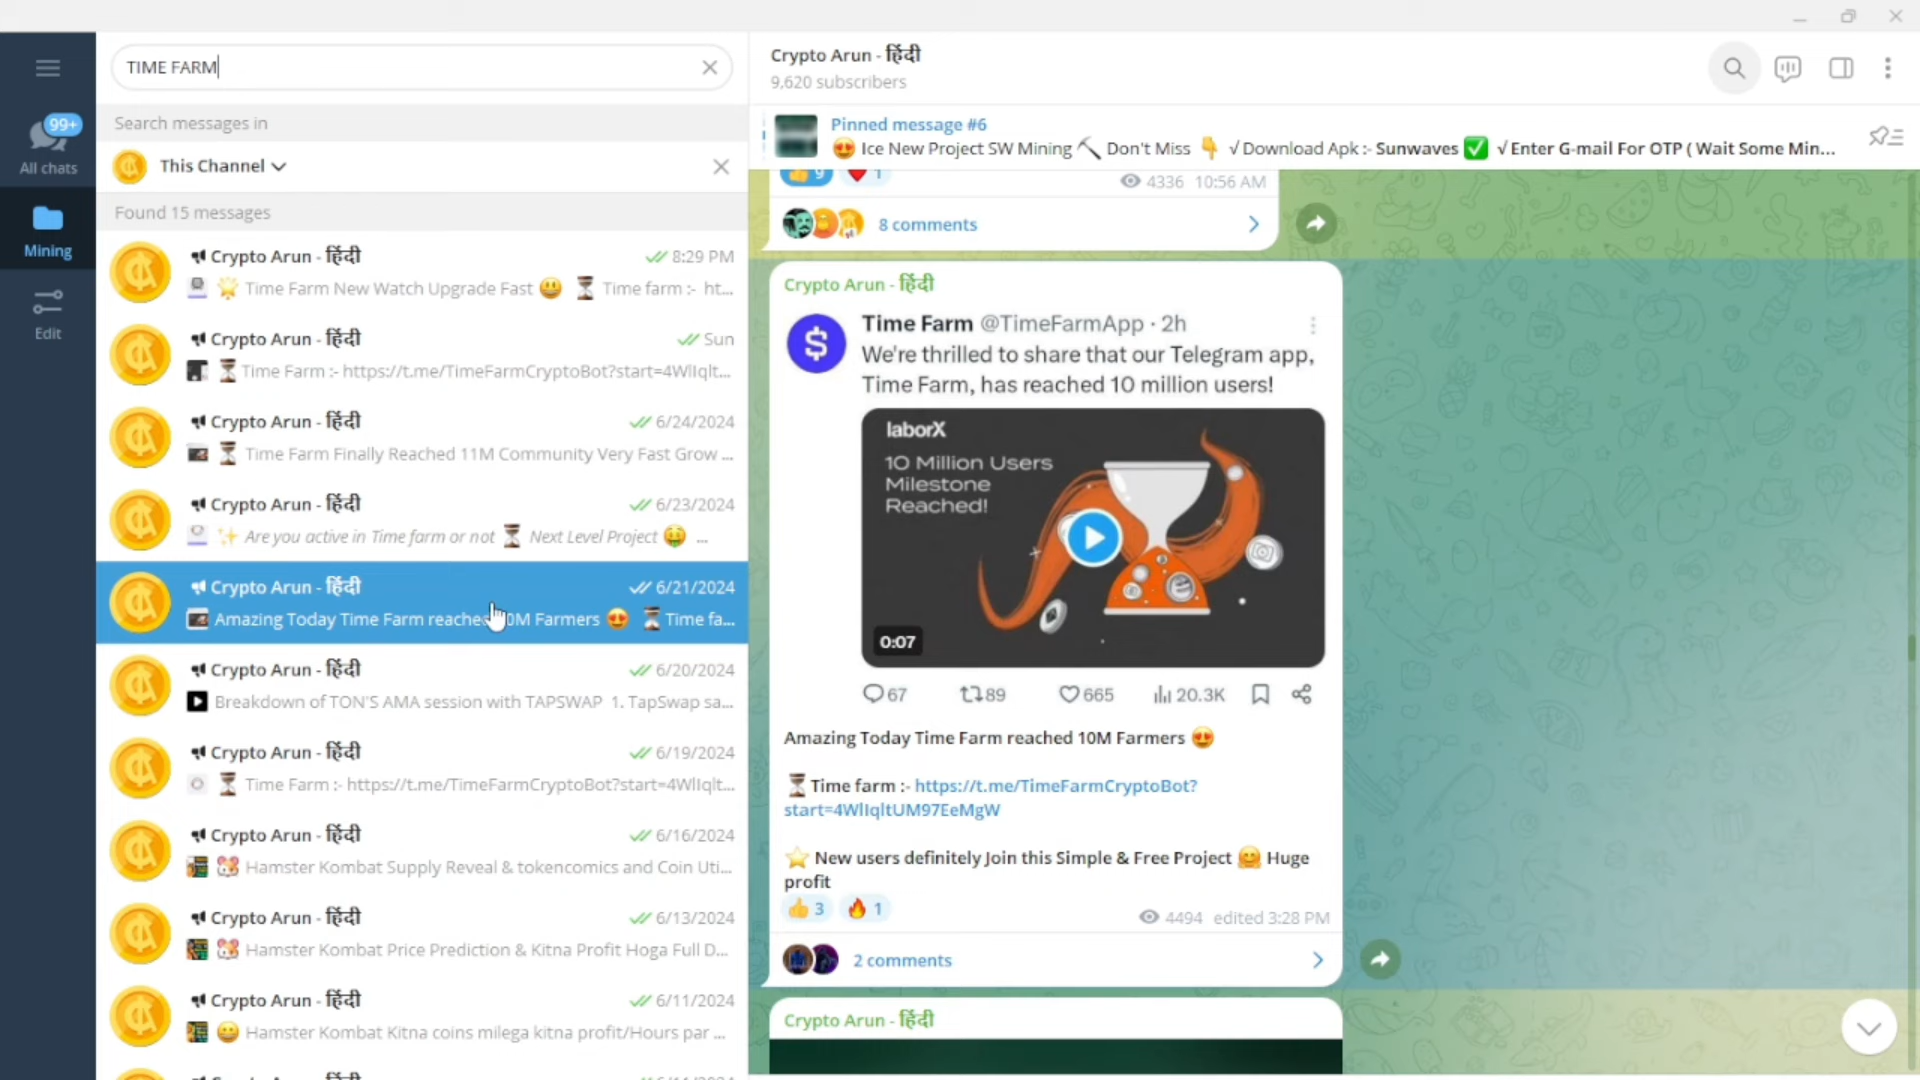 TIME FARM
Search messages in
This Channel
Found 15 messages
99+
All chats
Mining
Edit
Crypto Arun - हिंदी 8:29 PM
🌟 Time Farm New Watch Upgrade Fast 😃 ⏳ Time farm :- ht...
Crypto Arun - हिंदी Sun
⏳ Time Farm :- https://t.me/TimeFarmCryptoBot?start=4WlIqlt...
Crypto Arun - हिंदी 6/24/2024
⏳ Time Farm Finally Reached 11M Community Very Fast Grow ...
Crypto Arun - हिंदी 6/23/2024
✨ Are you active in Time farm or not ⏳ Next Level Project 🤑 ...
Crypto Arun - हिंदी 6/21/2024
Amazing Today Time Farm reached 10M Farmers 😍 ⏳ Time fa...
Crypto Arun - हिंदी 6/20/2024
Breakdown of TON'S AMA session with TAPSWAP 1. TapSwap sa...
Crypto Arun - हिंदी 6/19/2024
⏳ Time Farm :- https://t.me/TimeFarmCryptoBot?start=4WlIqlt...
Crypto Arun - हिंदी 6/16/2024
🐹 Hamster Kombat Supply Reveal & tokencomics and Coin Uti...
Crypto Arun - हिंदी 6/13/2024
🐹 Hamster Kombat Price Prediction & Kitna Profit Hoga Full D...
Crypto Arun - हिंदी 6/11/2024
😀 Hamster Kombat Kitna coins milega kitna profit/Hours par ...
Crypto Arun - हिंदी
9,620 subscribers
Pinned message #6
😍 Ice New Project SW Mining ⛏ Don't Miss 👇 √Download Apk :- Sunwaves ✅ √Enter G-mail For OTP ( Wait Some Min...
👍 9 ❤ 1 4336 10:56 AM
8 comments
Crypto Arun - हिंदी
Time Farm @TimeFarmApp · 2h
We're thrilled to share that our Telegram app,
Time Farm, has reached 10 million users!
laborX
10 Million Users
Milestone
Reached!
0:07
67 89 665 20.3K
Amazing Today Time Farm reached 10M Farmers 😍
⏳ Time farm :- https://t.me/TimeFarmCryptoBot?
start=4WlIqltUM97EeMgW
⭐ New users definitely Join this Simple & Free Project 🤗 Huge
profit
👍 3 🔥 1 4494 edited 3:28 PM
2 comments
Crypto Arun - हिंदी